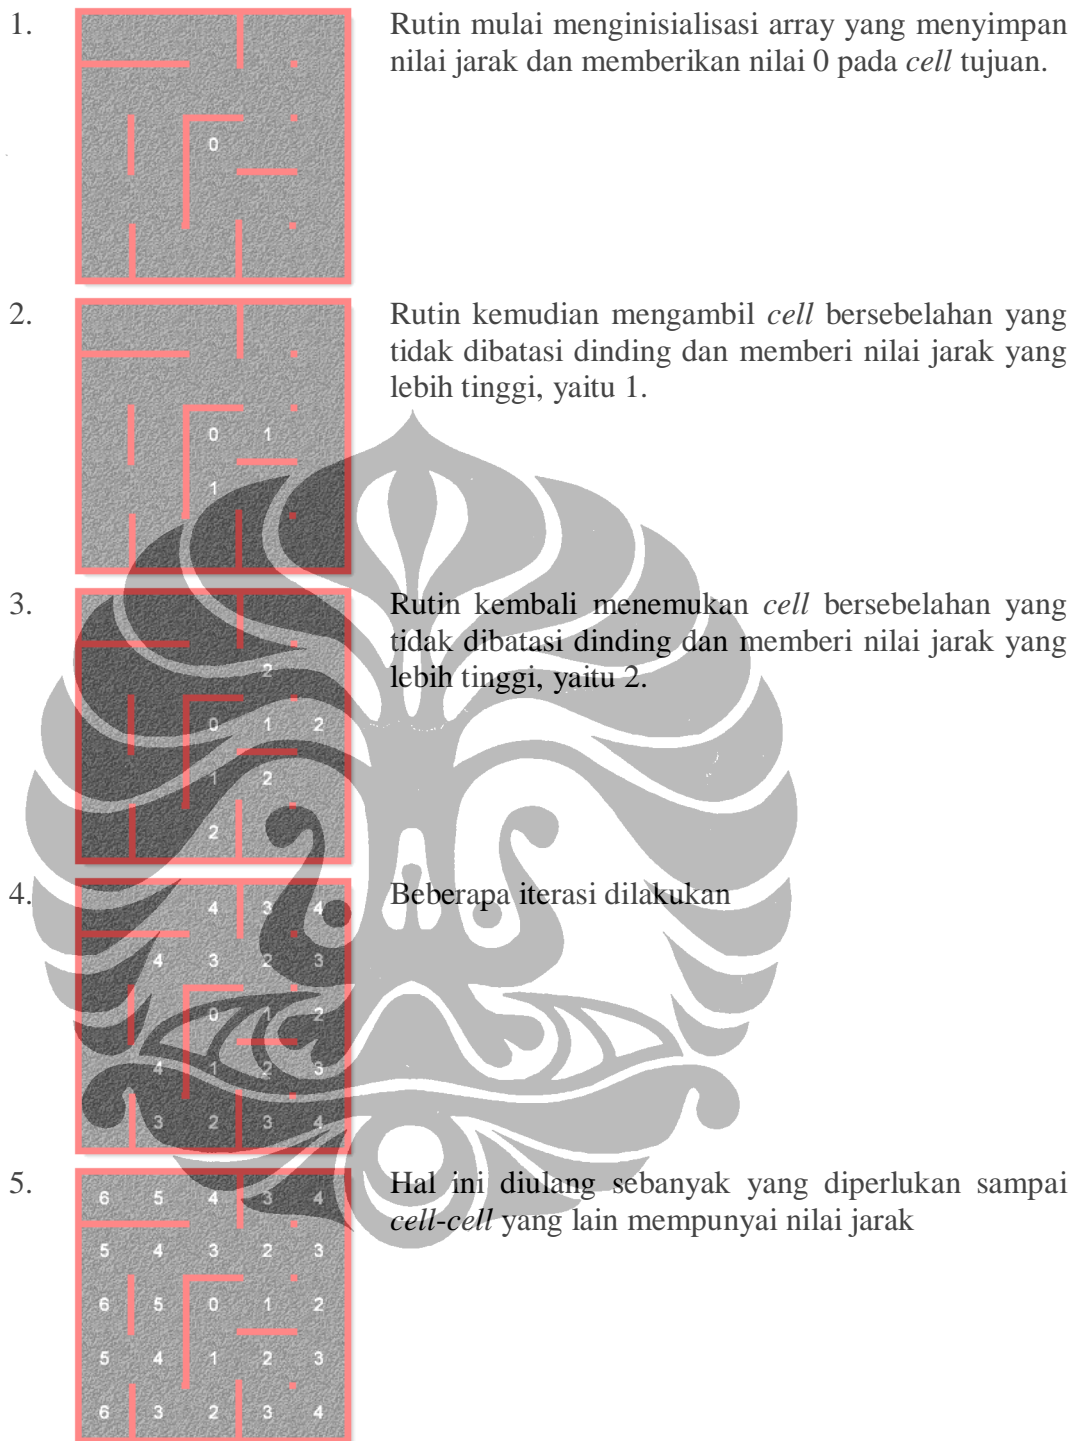 1.
Rutin mulai menginisialisasi array yang menyimpan
nilai jarak dan memberikan nilai 0 pada cell tujuan.
0
2.
Rutin kemudian mengambil cell bersebelahan yang
tidak dibatasi dinding dan memberi nilai jarak yang
lebih tinggi, yaitu 1.
0 1
1
3.
Rutin kembali menemukan cell bersebelahan yang
tidak dibatasi dinding dan memberi nilai jarak yang
lebih tinggi, yaitu 2.
2
0 1 2
1 2
2
4.
Beberapa iterasi dilakukan
4 3 4
4 3 2 3
0 1 2
4 1 2 3
3 2 3 4
5.
Hal ini diulang sebanyak yang diperlukan sampai
cell-cell yang lain mempunyai nilai jarak
6 5 4 3 4
5 4 3 2 3
6 5 0 1 2
5 4 1 2 3
6 3 2 3 4